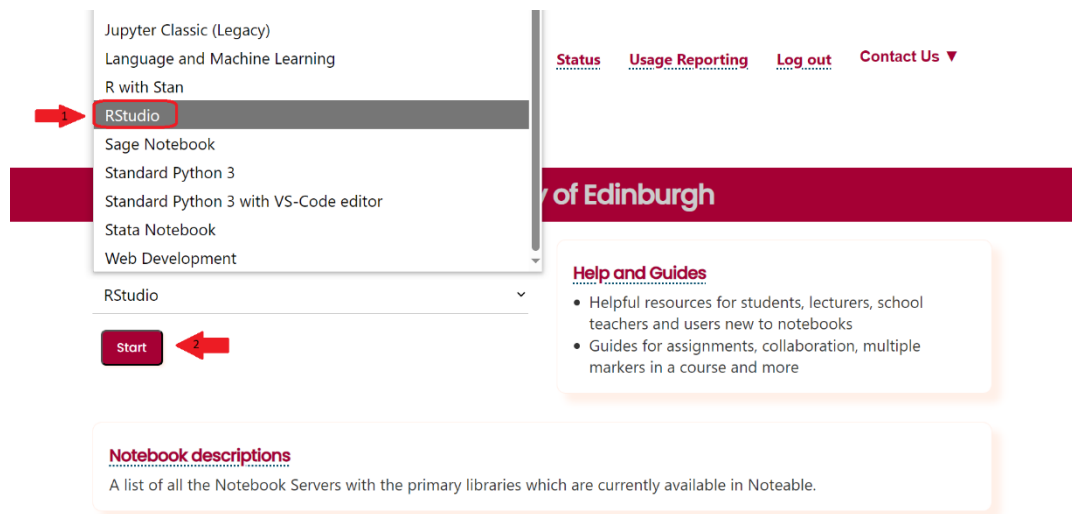 Jupyter Classic (Legacy)
Language and Machine Learning
R with Stan
1
RStudio
Sage Notebook
Standard Python 3
Standard Python 3 with VS-Code editor
Stata Notebook
Web Development
Status Usage Reporting Log out Contact Us ▼
of Edinburgh
RStudio
Start
2
Help and Guides
• Helpful resources for students, lecturers, school
teachers and users new to notebooks
• Guides for assignments, collaboration, multiple
markers in a course and more
Notebook descriptions
A list of all the Notebook Servers with the primary libraries which are currently available in Noteable.